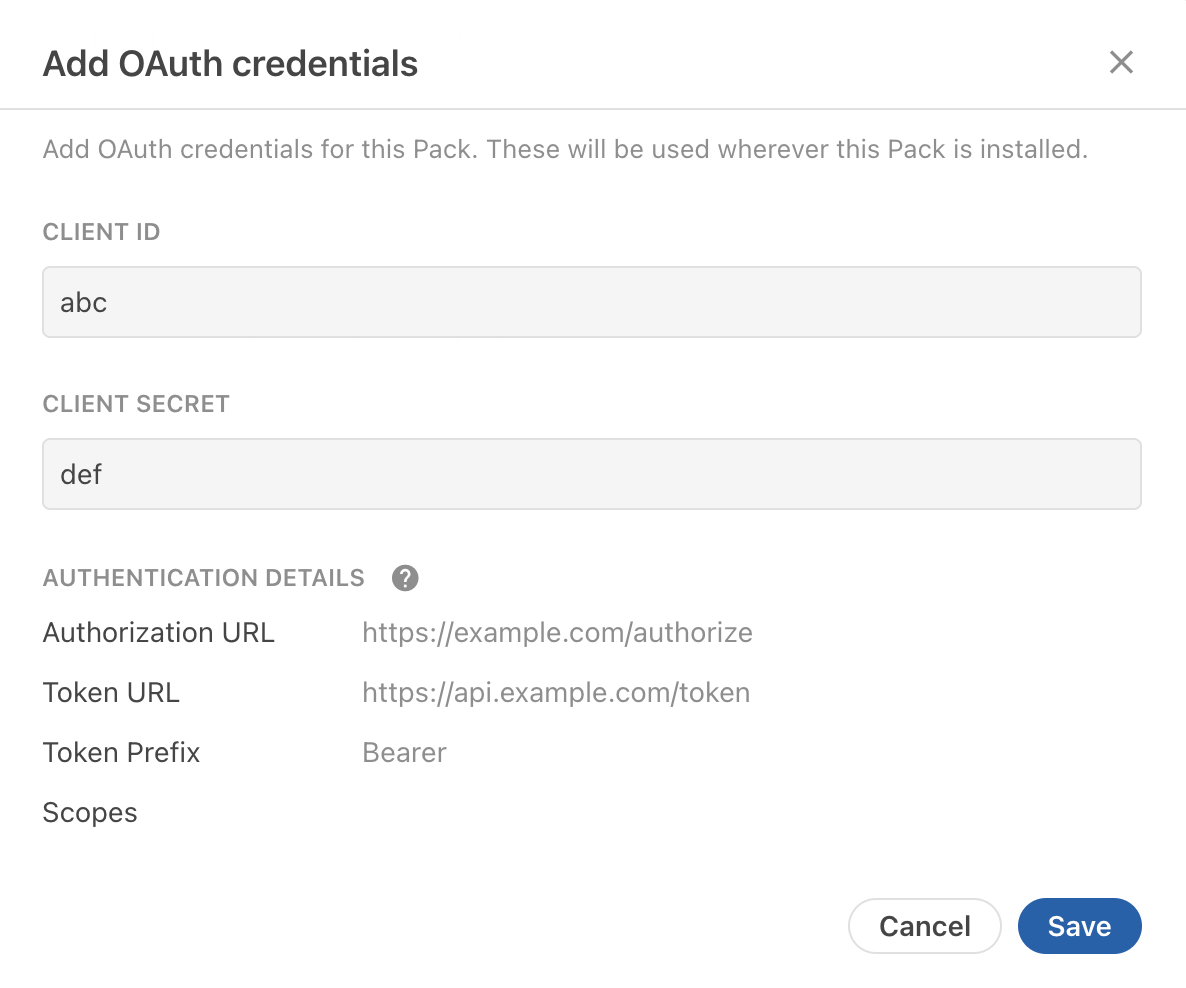 Add OAuth credentials
Add OAuth credentials for this Pack. These will be used wherever this Pack is installed.
CLIENT ID
abc
CLIENT SECRET
def
AUTHENTICATION DETAILS ?
Authorization URL https://example.com/authorize
Token URL https://api.example.com/token
Token Prefix Bearer
Scopes
Cancel Save